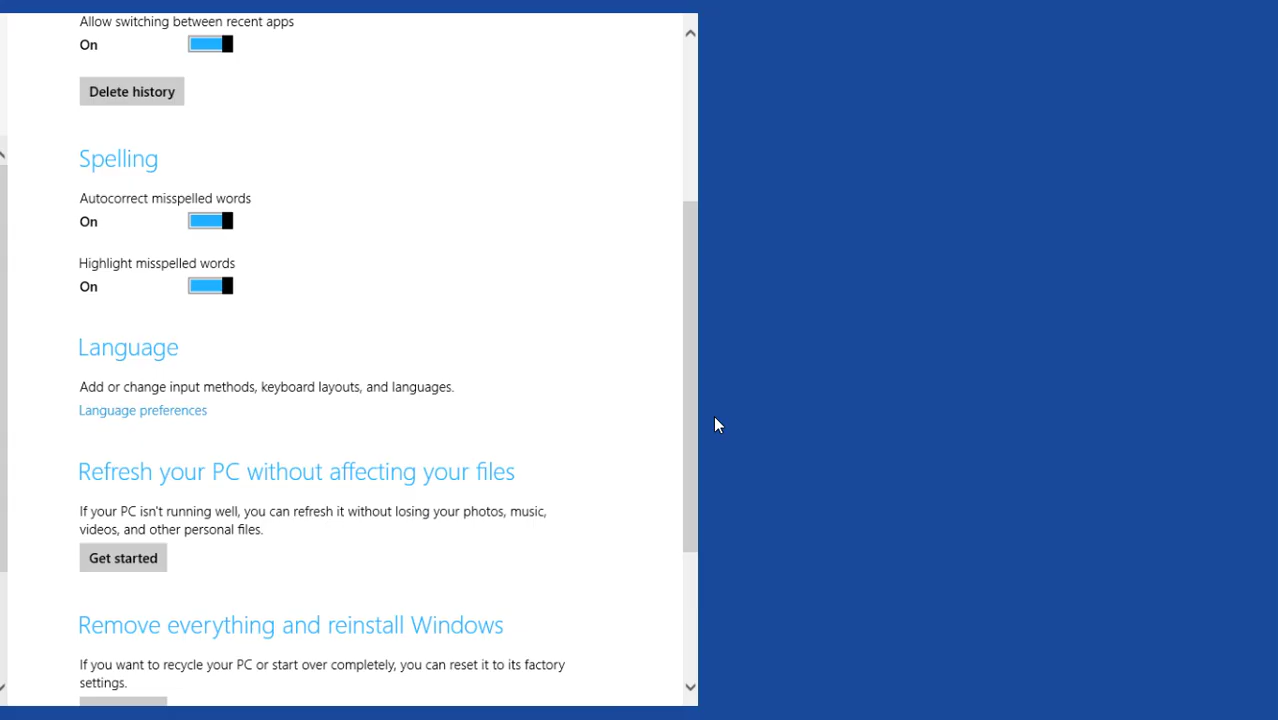 Allow switching between recent apps
On
Delete history
Spelling
Autocorrect misspelled words
On
Highlight misspelled words
On
Language
Add or change input methods, keyboard layouts, and languages.
Language preferences
Refresh your PC without affecting your files
If your PC isn't running well, you can refresh it without losing your photos, music,
videos, and other personal files.
Get started
Remove everything and reinstall Windows
If you want to recycle your PC or start over completely, you can reset it to its factory
settings.